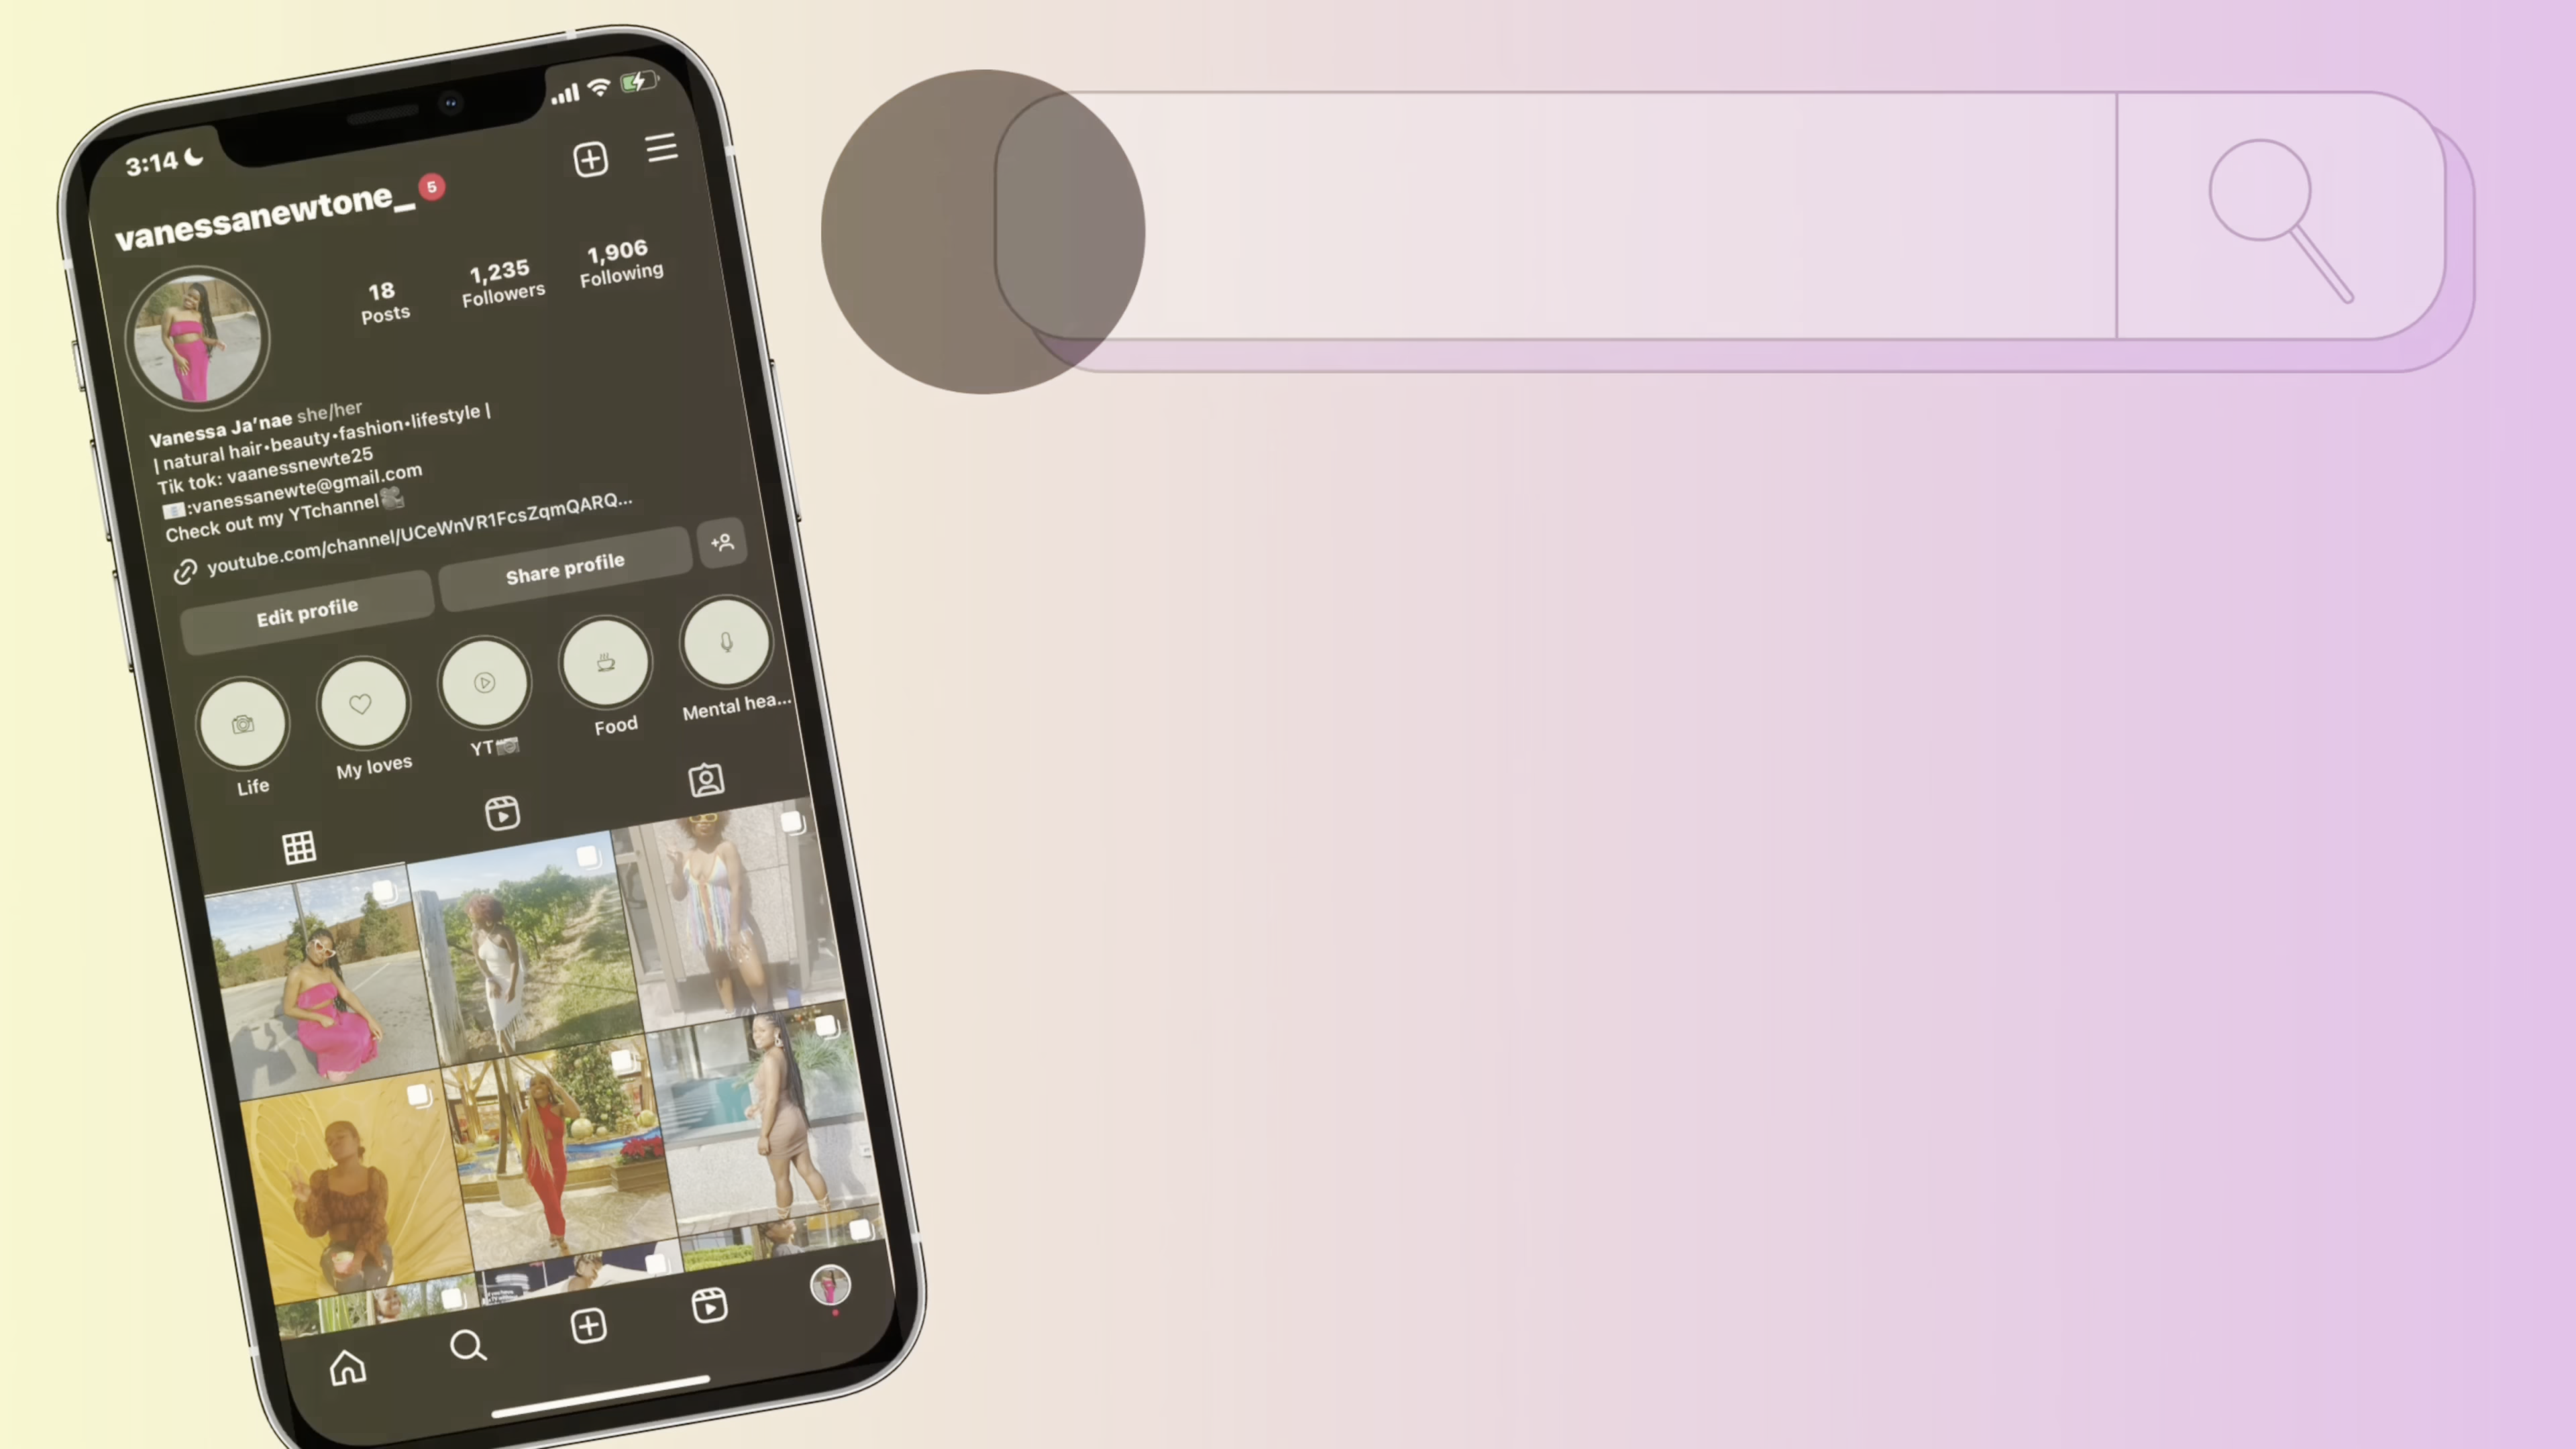 3:14
vanessanewtone_ 5
18 1,235 1,906
Posts Followers Following
Vanessa Ja'nae she/her
| natural hair•beauty•fashion•lifestyle |
Tik tok: vaanessnewte25
📧:vanessanewte@gmail.com
Check out my YTchannel🎥
youtube.com/channel/UCeWnVR1FcsZqmQARQ...
Edit profile Share profile
Life My loves YT📷 Food Mental hea...